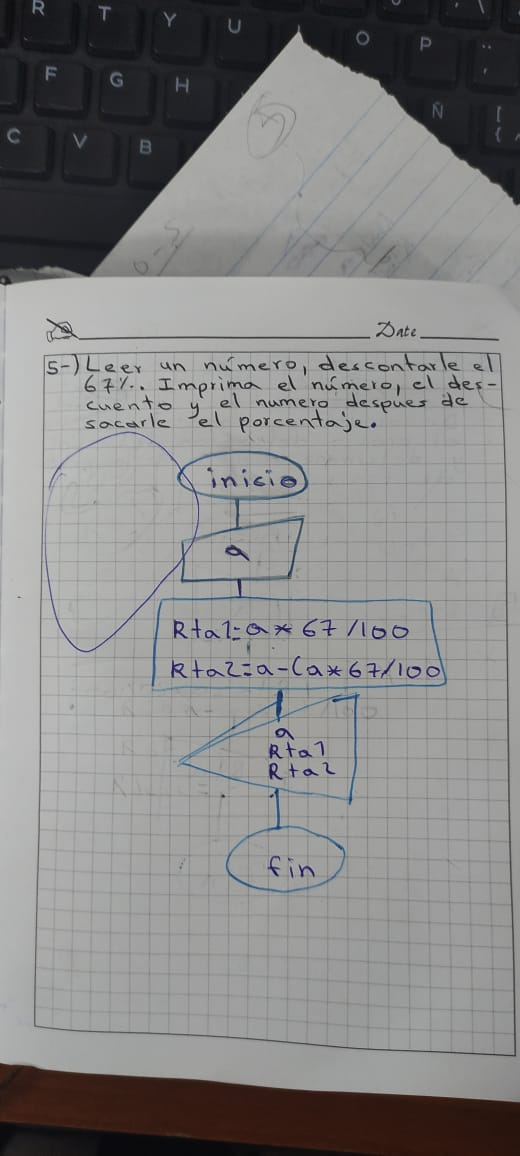 R T Y U O P
F G H Ñ [
C V B {
Date
5-) Leer un número, descontarle el
67%. Imprima el número, el des-
cuento y el numero despues de
sacarle el porcentaje.
inicio
a
Rta1=a*67/100
Rta2=a-(a*67/100
a
Rta1
Rta2
fin